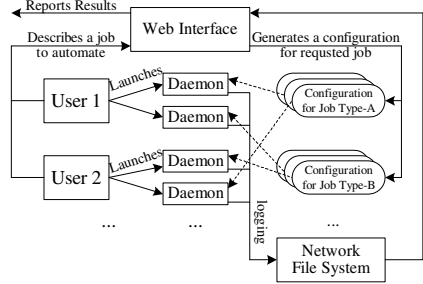 Reports Results
Web Interface
Describes a job
to automate
Generates a configuration
for requsted job
Launches
User 1
Daemon
Daemon
Configuration
for Job Type-A
Launches
User 2
Daemon
Daemon
Configuration
for Job Type-B
...
...
...
logging
Network
File System